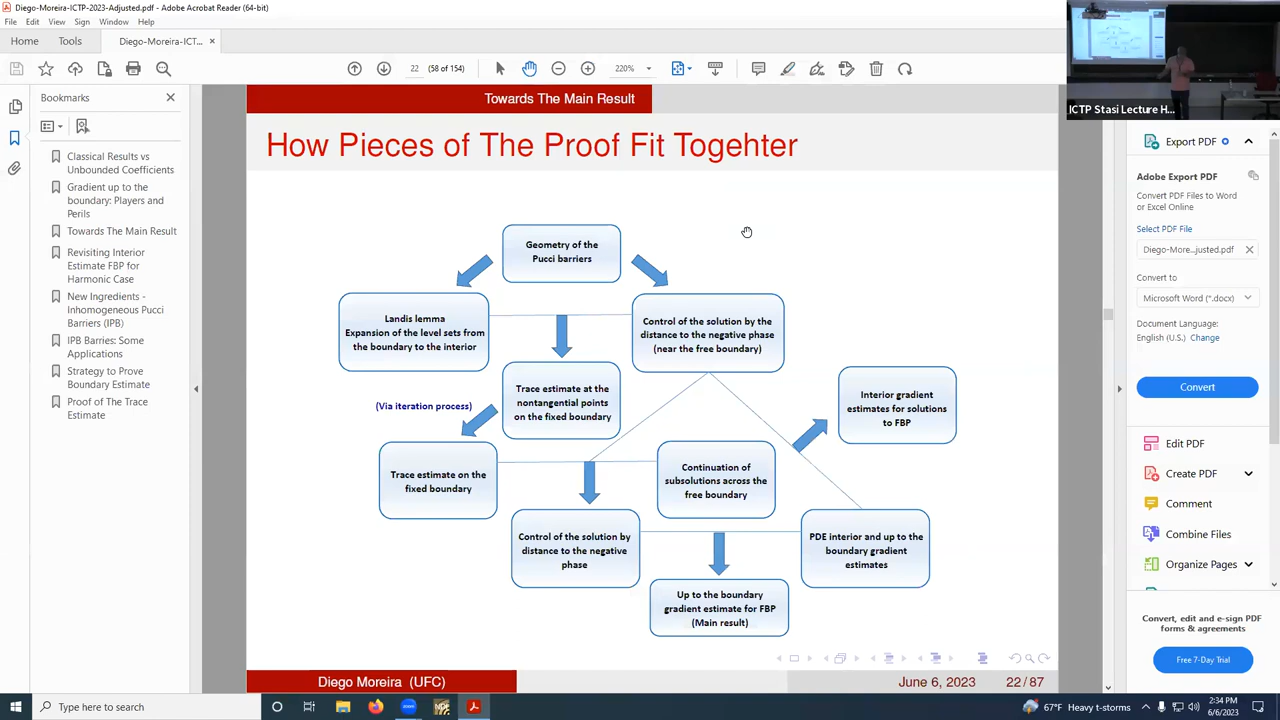 Diego-Moreira-ICTP-2023-Adjusted.pdf - Adobe Acrobat Reader (64-bit)
File Edit View Sign Window Help
Home Tools Diego-Moreira-ICT... ×
22 (58 of 154) 220%
Bookmarks
Classical Results vs
Unbounded Coefficients
Gradient up to the
boundary: Players and
Perils
Towards The Main Result
Revisiting Interior
Estimate FBP for
Harmonic Case
New Ingredients -
Inhomogeneous Pucci
Barriers (IPB)
IPB Barries: Some
Applications
Strategy to Prove
Boundary Estimate
Proof of The Trace
Estimate
Towards The Main Result
How Pieces of The Proof Fit Togehter
Geometry of the
Pucci barriers
Landis lemma
Expansion of the level sets from
the boundary to the interior
Control of the solution by the
distance to the negative phase
(near the free boundary)
Trace estimate at the
nontangential points
on the fixed boundary
(Via iteration process)
Interior gradient
estimates for solutions
to FBP
Trace estimate on the
fixed boundary
Continuation of
subsolutions across the
free boundary
Control of the solution by
distance to the negative
phase
PDE interior and up to the
boundary gradient
estimates
Up to the boundary
gradient estimate for FBP
(Main result)
Diego Moreira (UFC)
June 6, 2023 22/87
ICTP Stasi Lecture H...
Export PDF
Adobe Export PDF
Convert PDF Files to Word
or Excel Online
Select PDF File
Diego-More...justed.pdf
Convert to
Microsoft Word (*.docx)
Document Language:
English (U.S.) Change
Convert
Edit PDF
Create PDF
Comment
Combine Files
Organize Pages
Convert, edit and e-sign PDF
forms & agreements
Free 7-Day Trial
Type here to search
67°F Heavy t-storms
2:34 PM
6/6/2023